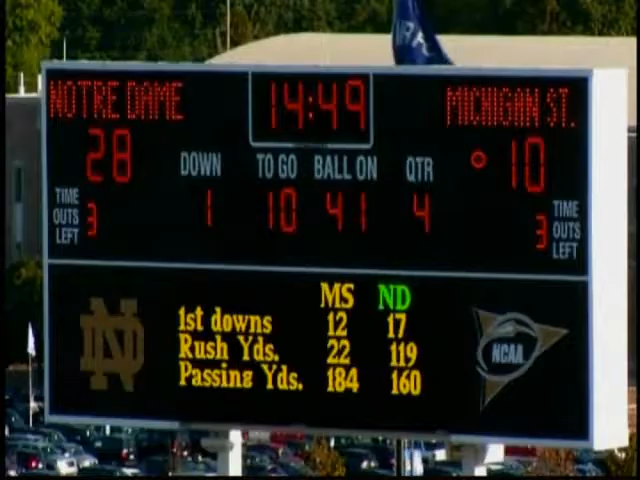 NOTRE DAME 14:49 MICHIGAN ST.
28 DOWN TO GO BALL ON QTR 10
TIME OUTS LEFT 3 1 10 41 4 3 TIME OUTS LEFT
MS ND
1st downs 12 17
Rush Yds. 22 119
Passing Yds. 184 160
ND
NCAA